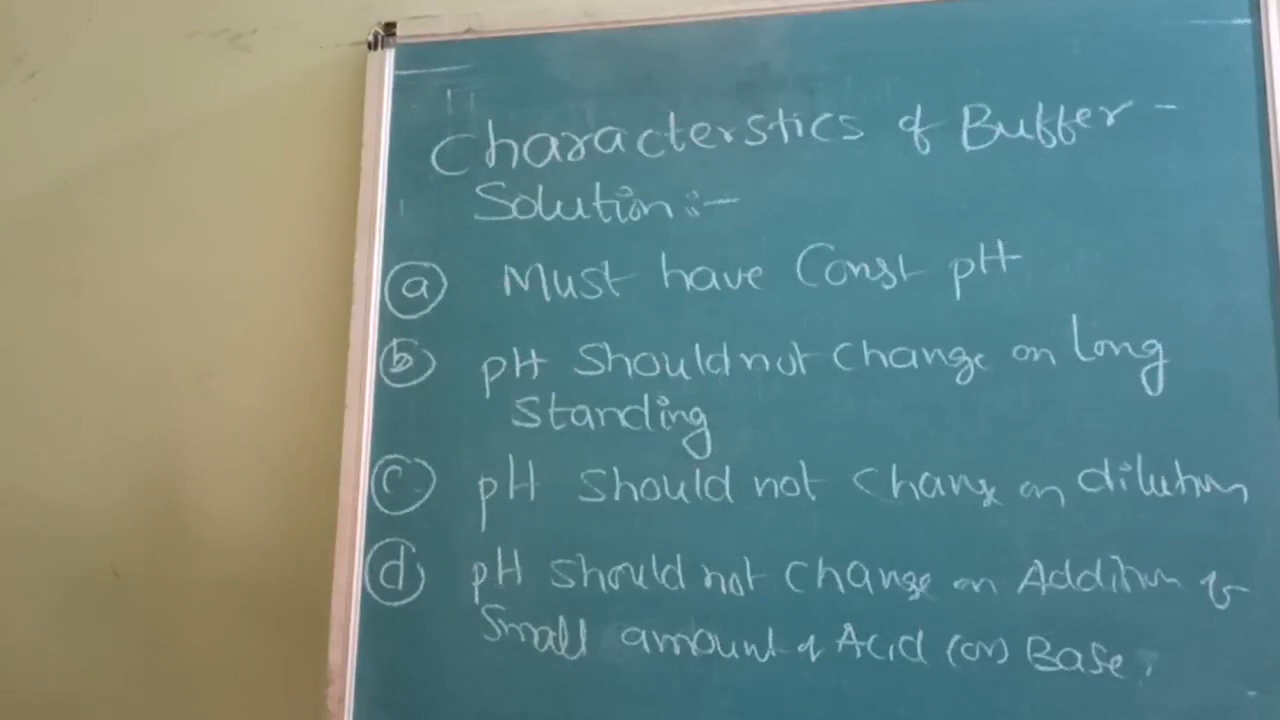 Characterstics of Buffer-
Solution:-
(a) Must have Const pH
(b) pH Should not change on long
Standing
(c) pH Should not change on dilution
(d) pH should not change on Addition of
Small amount of Acid (or) Base.